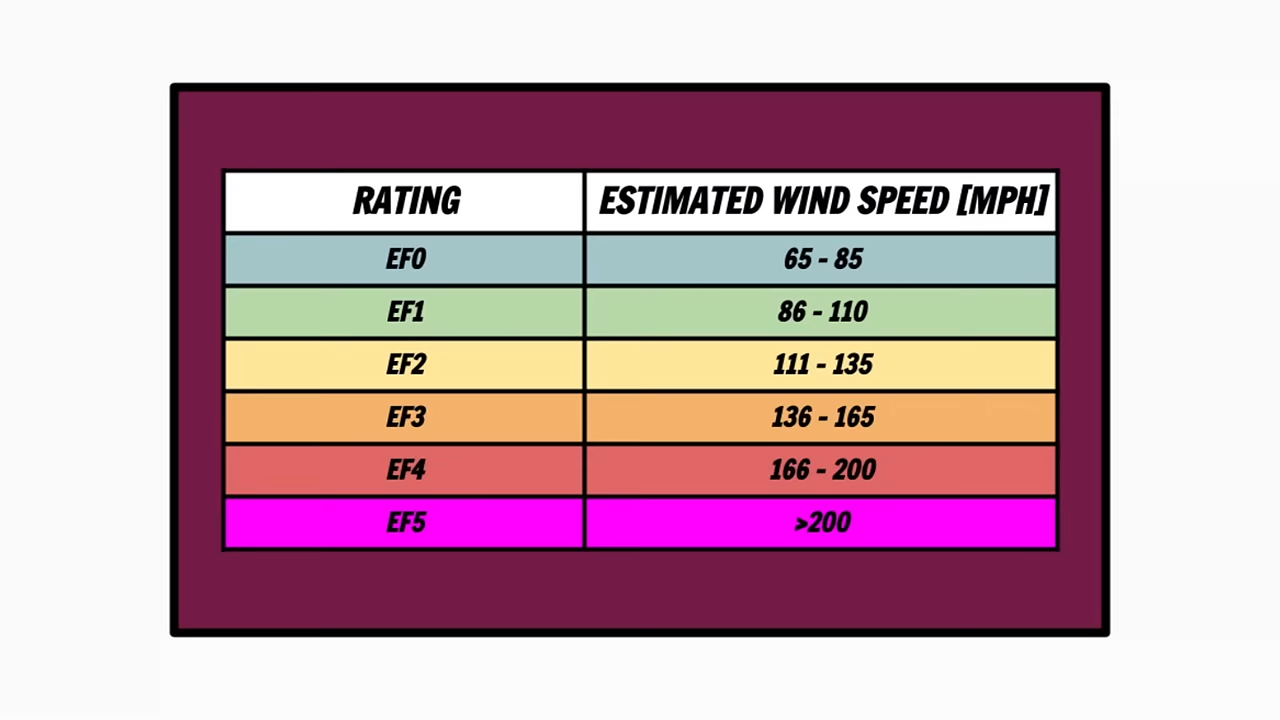 RATING ESTIMATED WIND SPEED [MPH]
EF0 65 - 85
EF1 86 - 110
EF2 111 - 135
EF3 136 - 165
EF4 166 - 200
EF5 >200